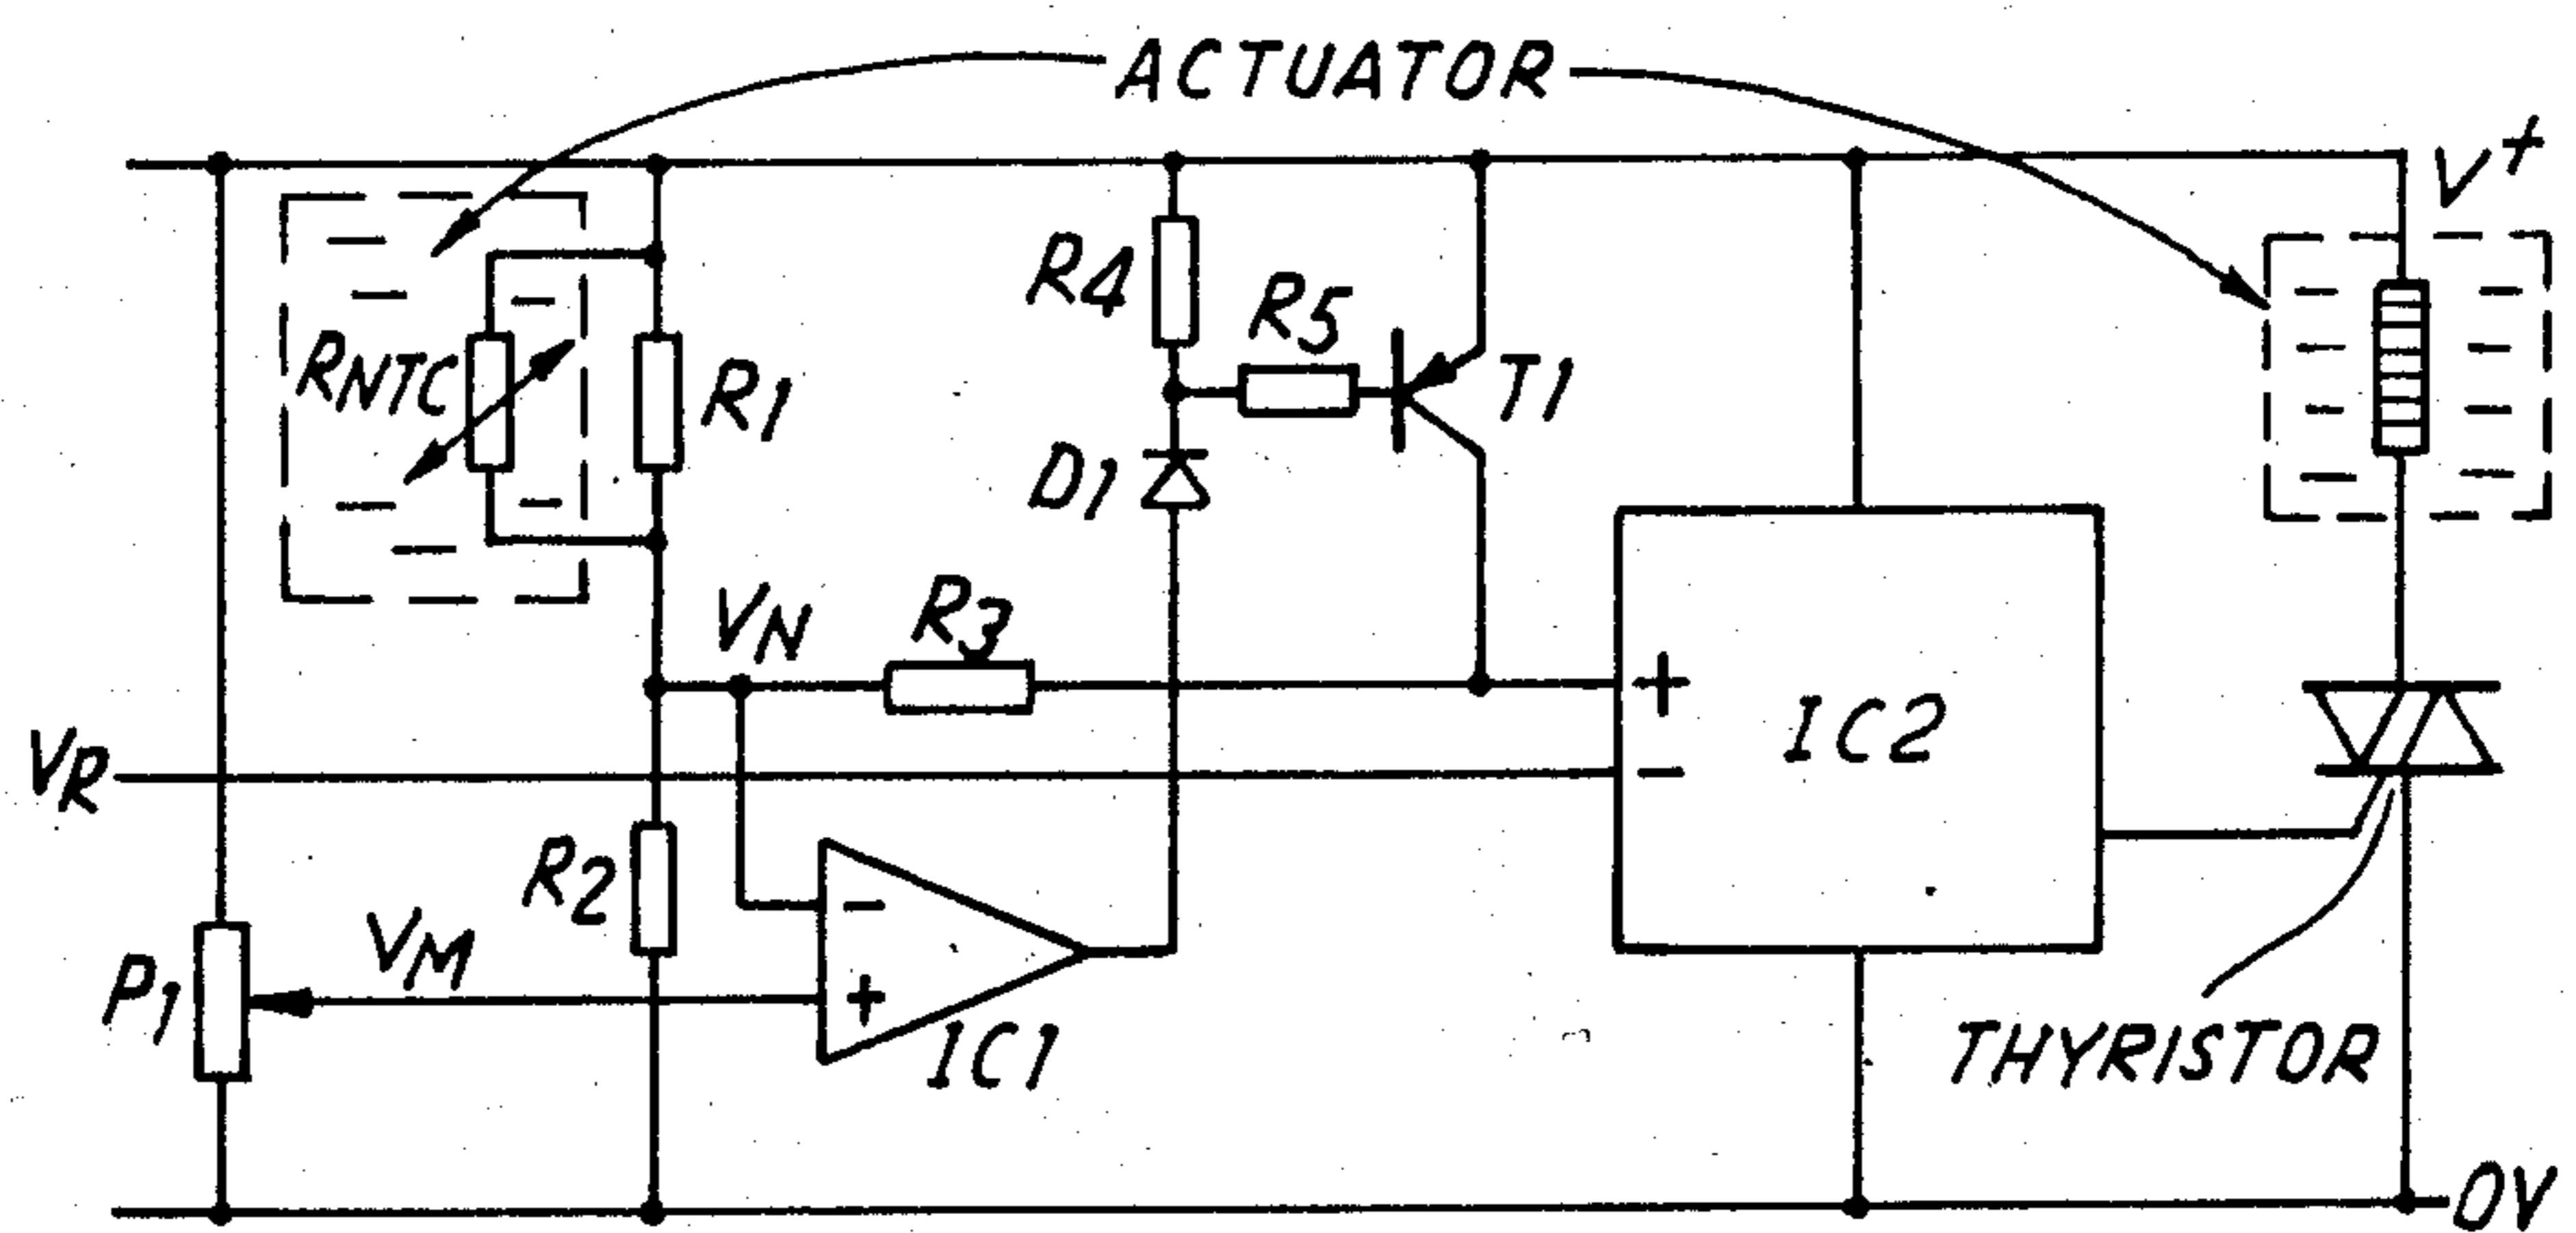 ACTUATOR
V+
RNTC
R1
R4
R5
T1
D1
VN
R3
+
IC2
VR
-
R2
-
VM
P1
+
IC1
THYRISTOR
0V